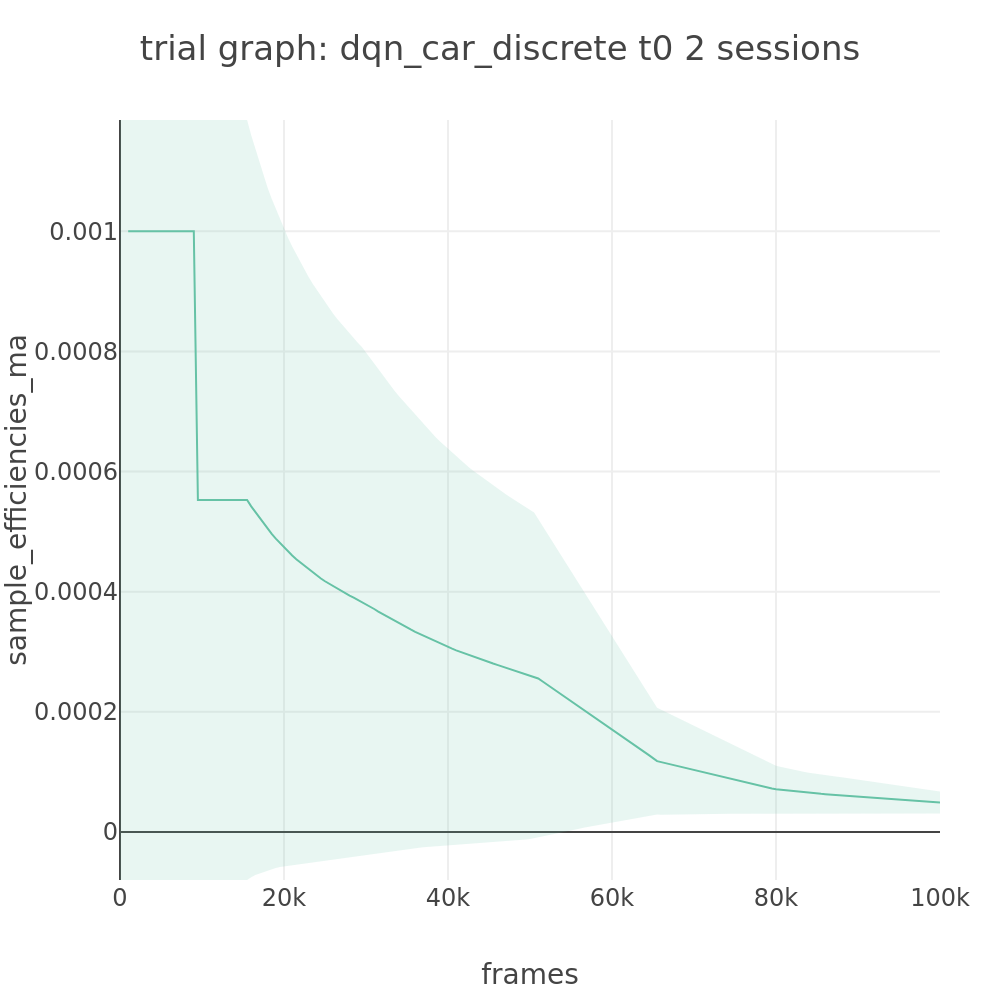 trial graph: dqn_car_discrete t0 2 sessions
sample_efficiencies_ma
0.001
0.0008
0.0006
0.0004
0.0002
0
0
20k
40k
60k
80k
100k
frames